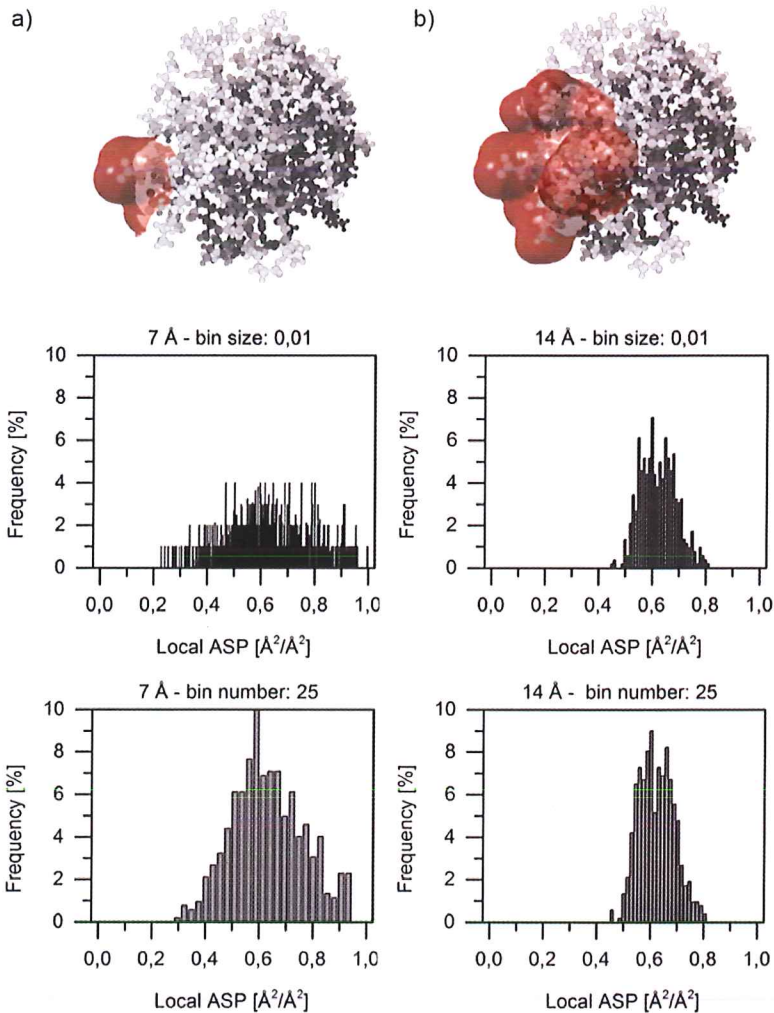 a)
b)
7 Å - bin size: 0,01
10
8
6
4
2
0
Frequency [%]
0,0 0,2 0,4 0,6 0,8 1,0
Local ASP [Å²/Å²]
14 Å - bin size: 0,01
10
8
6
4
2
0
Frequency [%]
0,0 0,2 0,4 0,6 0,8 1,0
Local ASP [Å²/Å²]
7 Å - bin number: 25
10
8
6
4
2
0
Frequency [%]
0,0 0,2 0,4 0,6 0,8 1,0
Local ASP [Å²/Å²]
14 Å - bin number: 25
10
8
6
4
2
0
Frequency [%]
0,0 0,2 0,4 0,6 0,8 1,0
Local ASP [Å²/Å²]